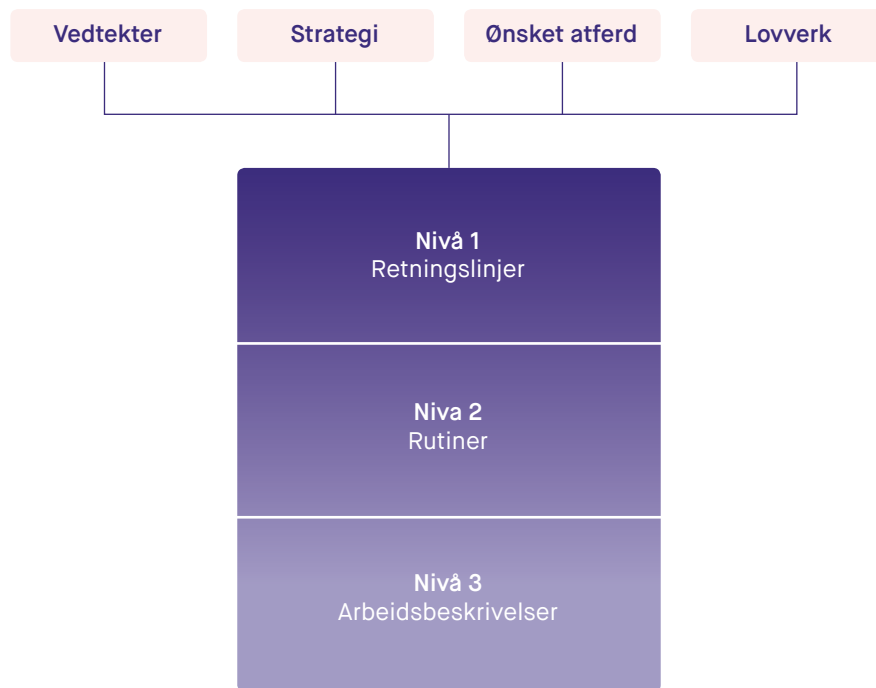 Vedtekter
Strategi
Ønsket atferd
Lovverk
Nivå 1
Retningslinjer
Niva 2
Rutiner
Nivå 3
Arbeidsbeskrivelser